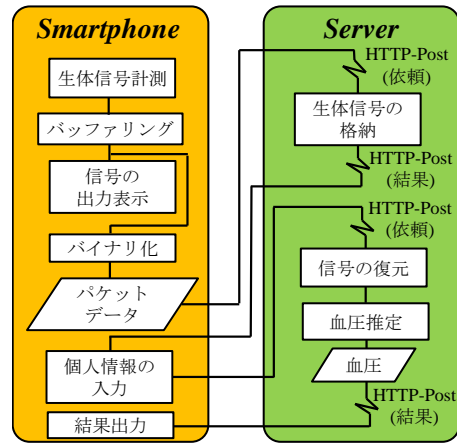 Smartphone
生体信号計測
バッファリング
信号の
出力表示
バイナリ化
パケット
データ
個人情報の
入力
結果出力
Server
HTTP-Post
(依頼)
生体信号の
格納
HTTP-Post
(結果)
HTTP-Post
(依頼)
信号の復元
血圧推定
血圧
HTTP-Post
(結果)